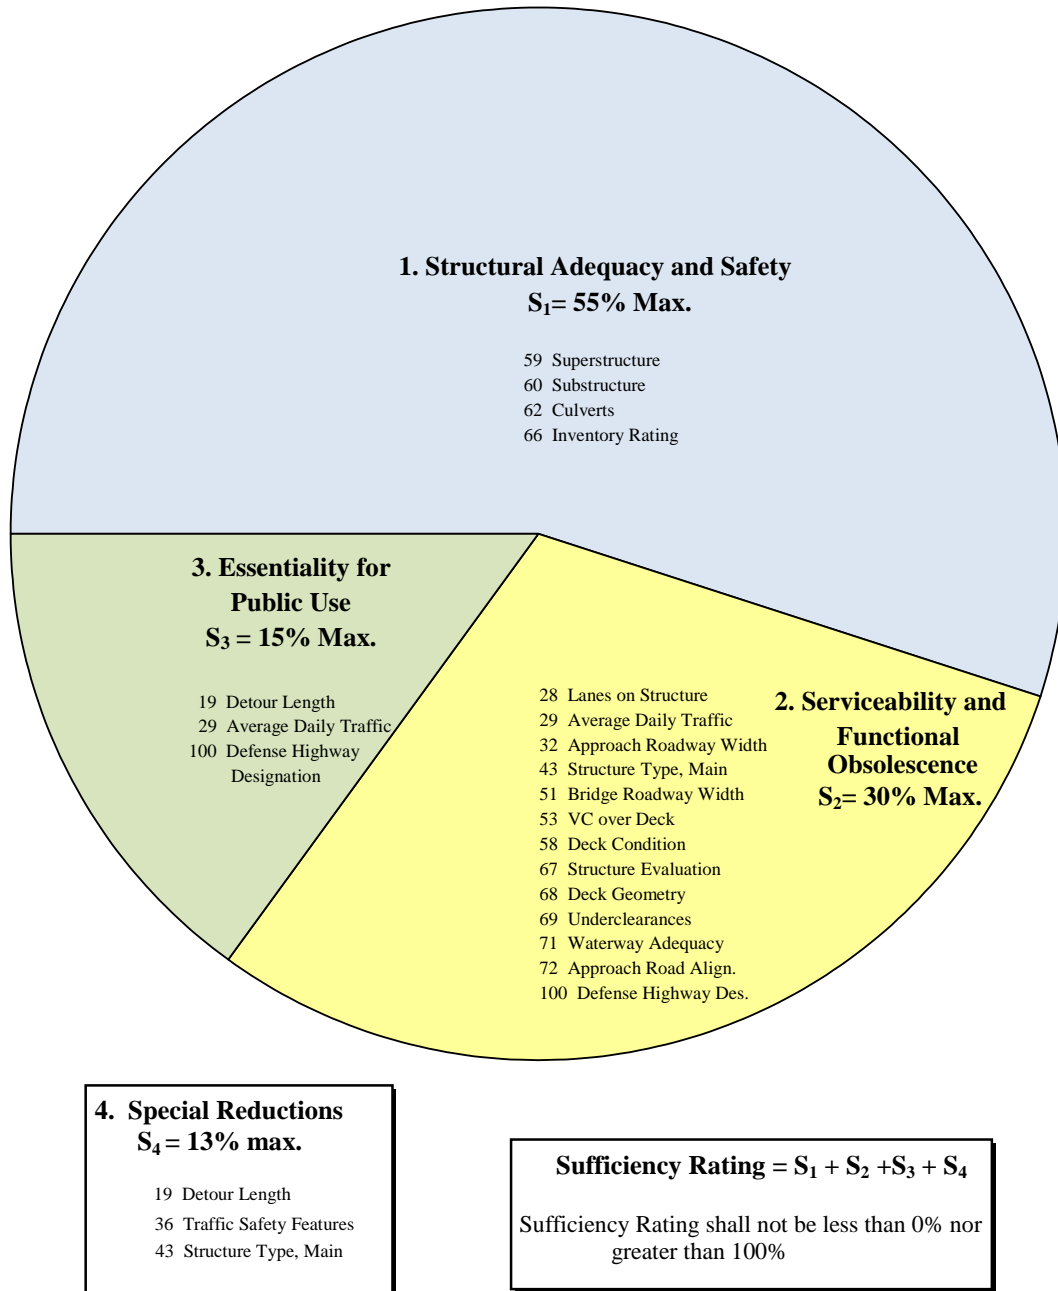 1. Structural Adequacy and Safety
S₁= 55% Max.
59 Superstructure
60 Substructure
62 Culverts
66 Inventory Rating
3. Essentiality for
Public Use
S₃ = 15% Max.
19 Detour Length
29 Average Daily Traffic
100 Defense Highway
Designation
28 Lanes on Structure
29 Average Daily Traffic
32 Approach Roadway Width
43 Structure Type, Main
51 Bridge Roadway Width
53 VC over Deck
58 Deck Condition
67 Structure Evaluation
68 Deck Geometry
69 Underclearances
71 Waterway Adequacy
72 Approach Road Align.
100 Defense Highway Des.
2. Serviceability and
Functional
Obsolescence
S₂= 30% Max.
4. Special Reductions
S₄ = 13% max.
19 Detour Length
36 Traffic Safety Features
43 Structure Type, Main
Sufficiency Rating = S₁ + S₂ +S₃ + S₄
Sufficiency Rating shall not be less than 0% nor
greater than 100%